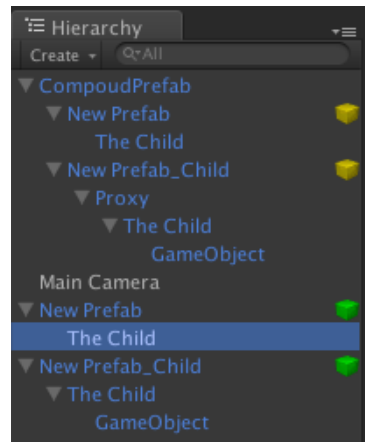 Hierarchy
Create All
CompoudPrefab
New Prefab
The Child
New Prefab_Child
Proxy
The Child
GameObject
Main Camera
New Prefab
The Child
New Prefab_Child
The Child
GameObject